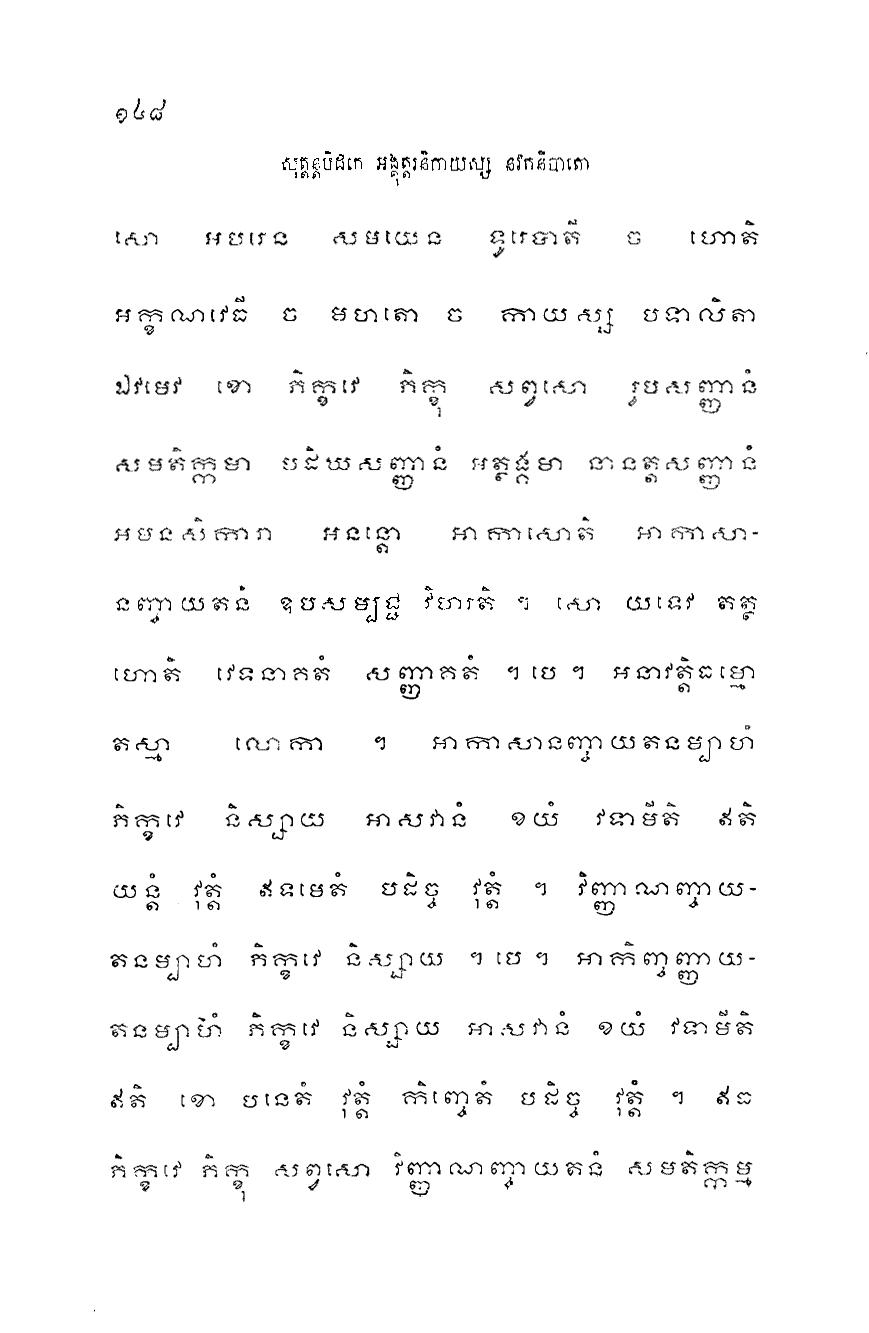 ១៤៨
សុត្តន្តបិដកេ អង្គុត្តរនិកាយស្ស នវកនិបាតោ
សោ អបរេន សមយេន ទូរេបាតី ច ហោតិ
អក្ខណវេធី ច មហតោ ច កាយស្ស បទាលិតា
ឯវមេវ ខោ ភិក្ខវេ ភិក្ខុ សព្វសោ រូបសញ្ញានំ
សមតិក្កមា បដិឃសញ្ញានំ អត្ថង្គមា នានត្តសញ្ញានំ
អមនសិការា អនន្តោ អាកាសោតិ អាកាសា-
នញ្ចាយតនំ ឧបសម្បជ្ជ វិហរតិ ។ សោ យទេវ តត្ថ
ហោតិ វេទនាគតំ សញ្ញាគតំ ។ បេ ។ អនាវត្តិធម្មោ
តស្មា លោកា ។ អាកាសានញ្ចាយតនម្បាហំ
ភិក្ខវេ និស្សាយ អាសវានំ ខយំ វទាមីតិ ឥតិ
យន្តំ វុត្តំ ឥទមេតំ បដិច្ច វុត្តំ ។ វិញ្ញាណញ្ចាយ-
តនម្បាហំ ភិក្ខវេ និស្សាយ ។ បេ ។ អាកិញ្ចញ្ញាយ-
តនម្បាហំ ភិក្ខវេ និស្សាយ អាសវានំ ខយំ វទាមីតិ
ឥតិ ខោ បនេតំ វុត្តំ កិញ្ចេតំ បដិច្ច វុត្តំ ។ ឥធ
ភិក្ខវេ ភិក្ខុ សព្វសោ វិញ្ញាណញ្ចាយតនំ សមតិក្កម្ម